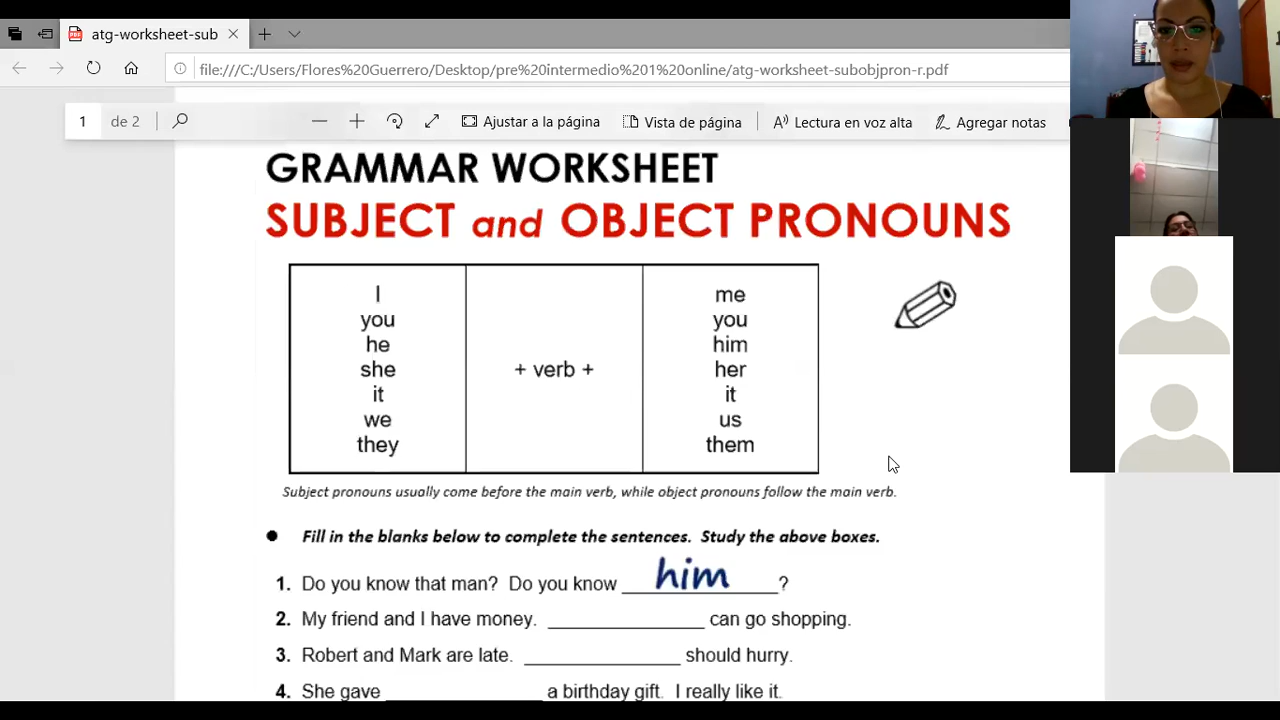 atg-worksheet-sub
file:///C:/Users/Flores%20Guerrero/Desktop/pre%20intermedio%201%20online/atg-worksheet-subobjpron-r.pdf
1 de 2 Ajustar a la página Vista de página Lectura en voz alta Agregar notas
GRAMMAR WORKSHEET
SUBJECT and OBJECT PRONOUNS
I me
you you
he him
she + verb + her
it it
we us
they them
Subject pronouns usually come before the main verb, while object pronouns follow the main verb.
● Fill in the blanks below to complete the sentences. Study the above boxes.
1. Do you know that man? Do you know him ?
2. My friend and I have money. _______________ can go shopping.
3. Robert and Mark are late. _______________ should hurry.
4. She gave _______________ a birthday gift. I really like it.